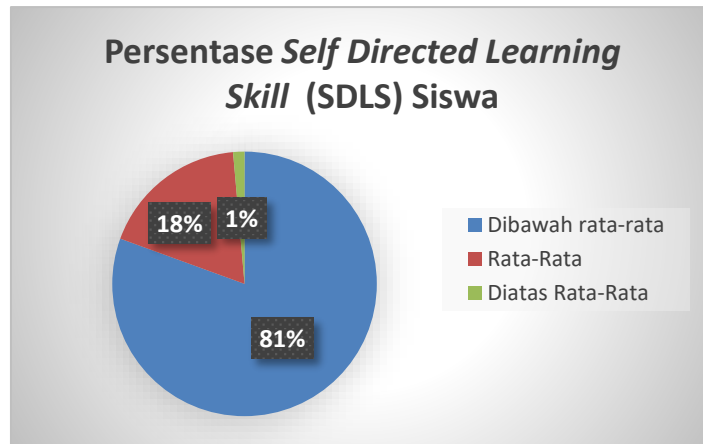 Persentase Self Directed Learning
Skill (SDLS) Siswa
18%
1%
81%
Dibawah rata-rata
Rata-Rata
Diatas Rata-Rata